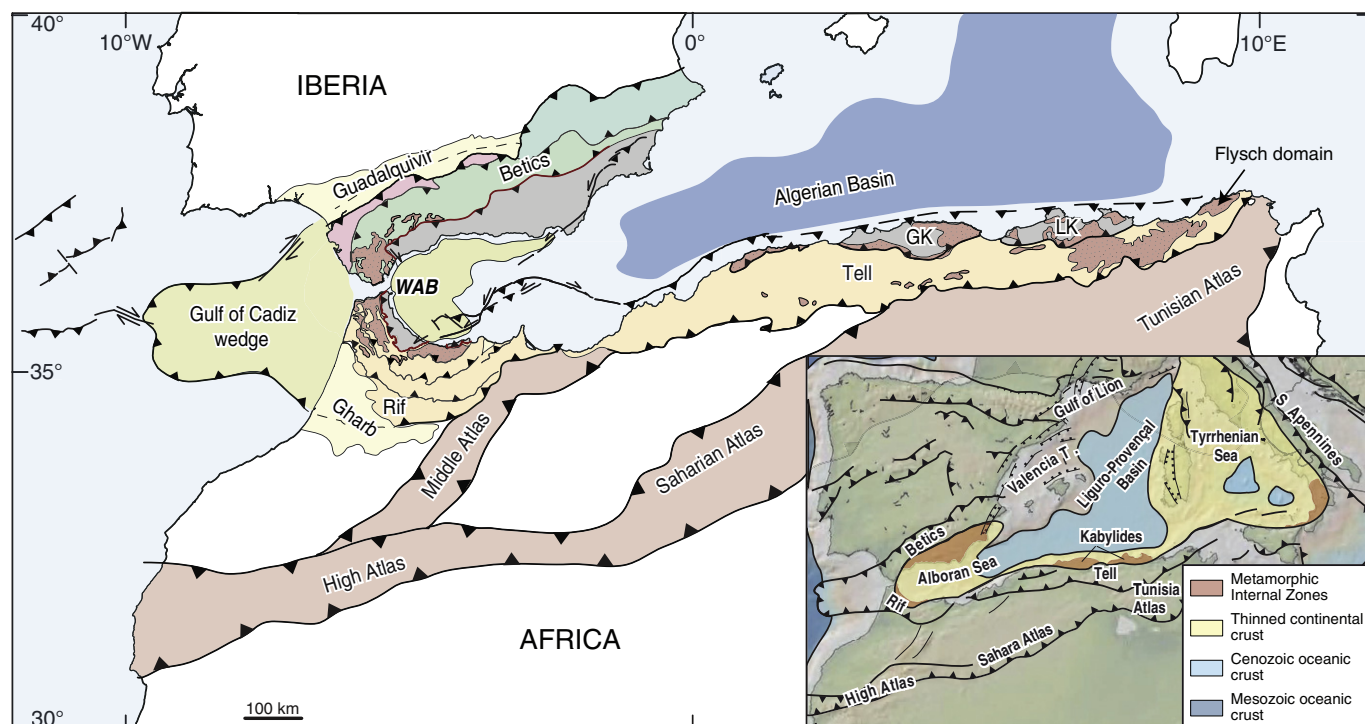 40°
10°W
0°
10°E
IBERIA
Guadalquivir
Betics
Algerian Basin
Flysch domain
GK
LK
WAB
Tell
Gulf of Cadiz
wedge
Tunisian Atlas
35°
Rif
Gharb
Middle Atlas
Saharian Atlas
High Atlas
AFRICA
30°
100 km
Gulf of Lion
S. Apennines
Valencia T.
Liguro-Provençal
Basin
Tyrrhenian
Sea
Betics
Kabylides
Alboran Sea
Tell
Rif
Tunisia
Atlas
Sahara Atlas
High Atlas
Metamorphic
Internal Zones
Thinned continental
crust
Cenozoic oceanic
crust
Mesozoic oceanic
crust